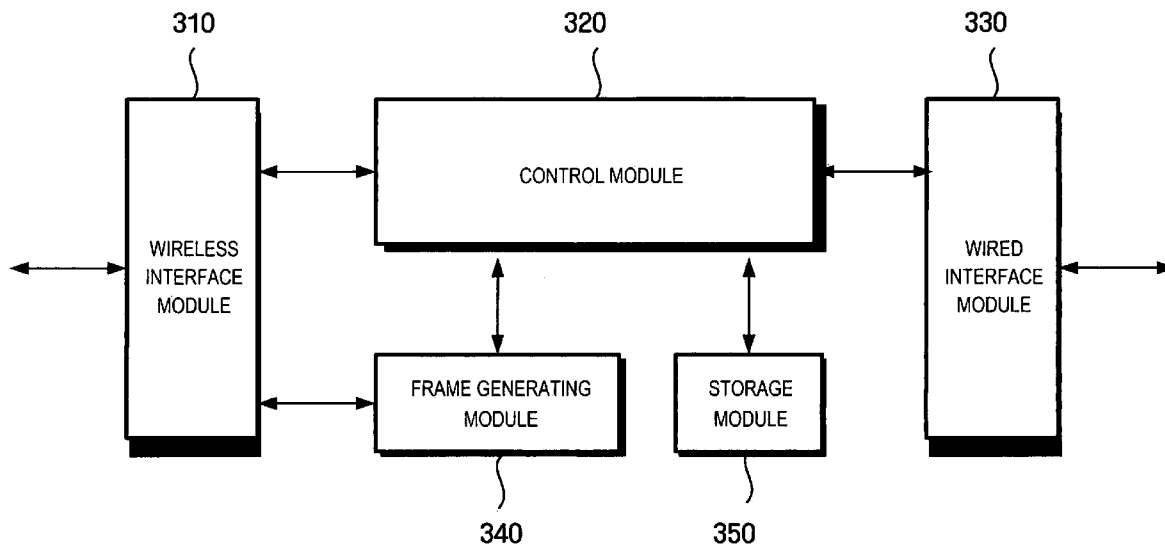 310
320
330
CONTROL MODULE
WIRELESS
INTERFACE
MODULE
WIRED
INTERFACE
MODULE
FRAME GENERATING
MODULE
STORAGE
MODULE
340
350